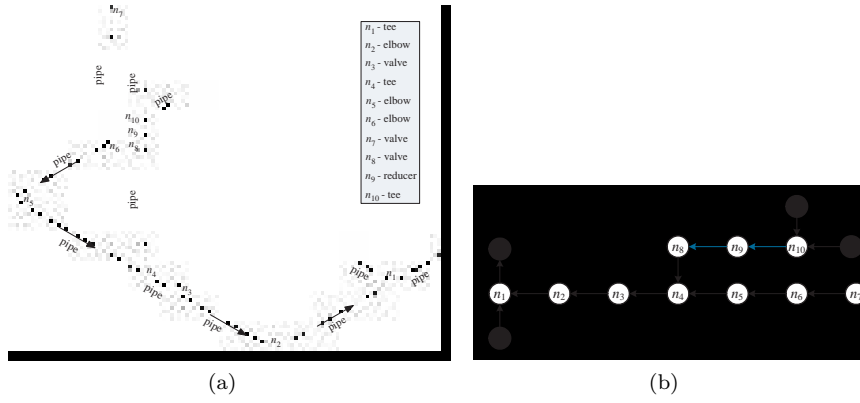 n7
pipe
pipe
pipe
n10
n9
n8
n6
pipe
n5
pipe
pipe
n4
pipe
n3
pipe
n2
pipe
pipe
n1
pipe
n1 - tee
n2 - elbow
n3 - valve
n4 - tee
n5 - elbow
n6 - elbow
n7 - valve
n8 - valve
n9 - reducer
n10 - tee
(a)
n8 n9 n10
n1 n2 n3 n4 n5 n6 n7
(b)